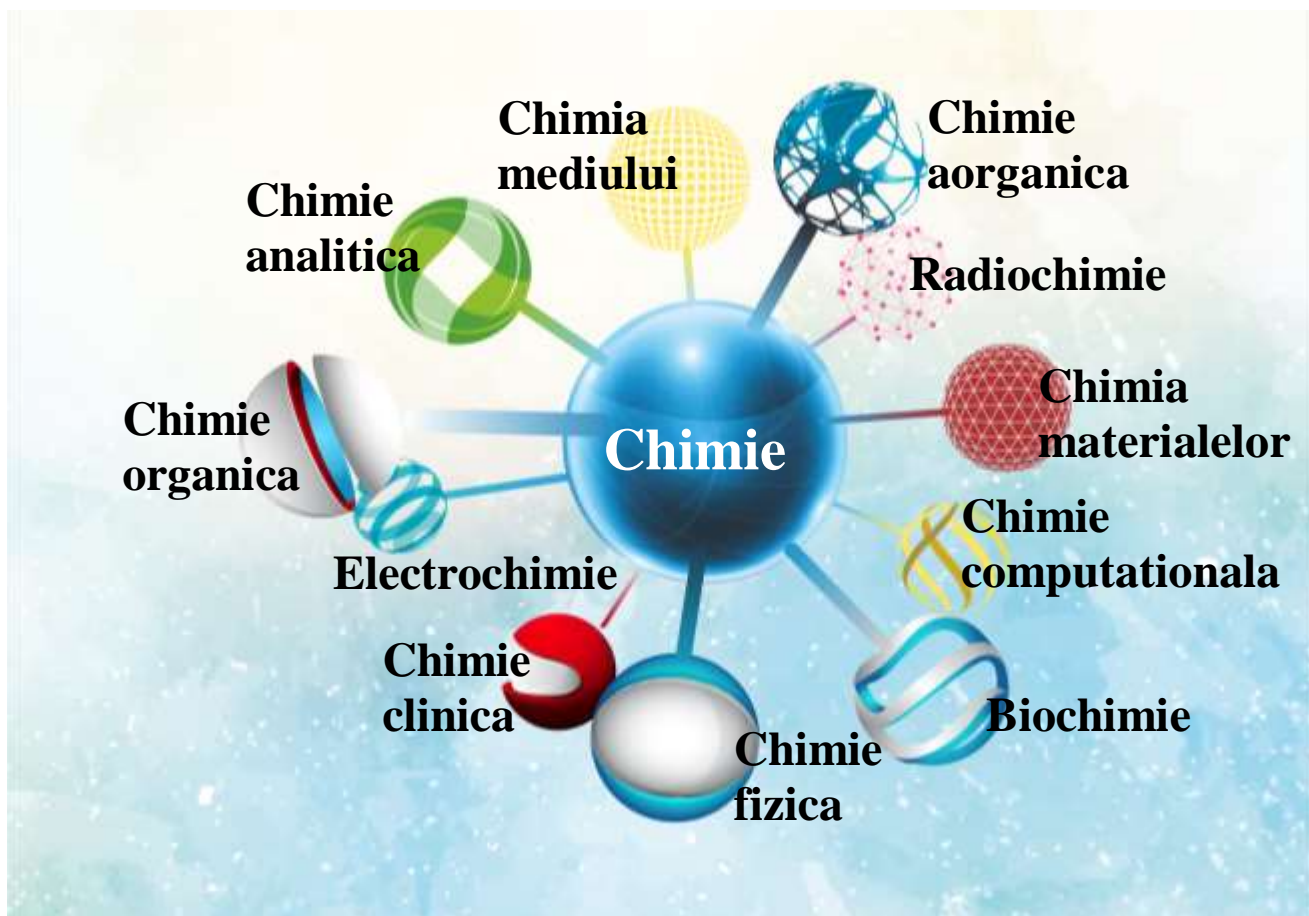 Chimia
mediului
Chimie
aorganica
Chimie
analitica
Radiochimie
Chimia
materialelor
Chimie
organica
Chimie
Chimie
computationala
Electrochimie
Chimie
clinica
Biochimie
Chimie
fizica